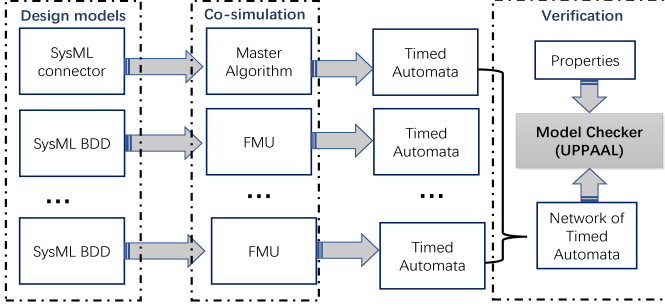 Design models
Co-simulation
Verification
SysML
connector
Master
Algorithm
Timed
Automata
Properties
SysML BDD
FMU
Timed
Automata
Model Checker
(UPPAAL)
...
...
...
SysML BDD
FMU
Timed
Automata
Network of
Timed
Automata